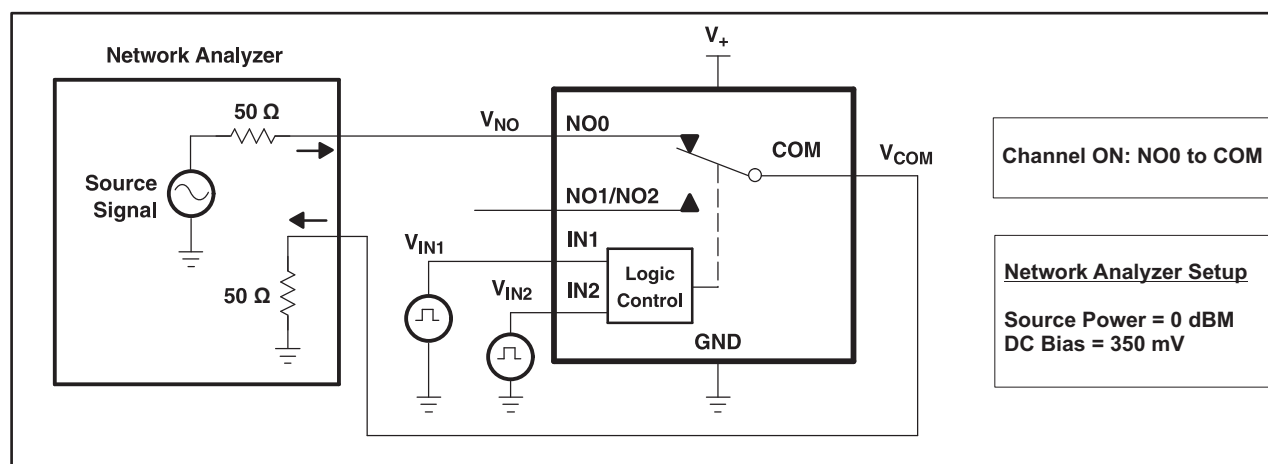 Network Analyzer
50 Ω
Source
Signal
50 Ω
V+
VNO
NO0
COM
VCOM
NO1/NO2
VIN1
IN1
VIN2
IN2
Logic
Control
GND
Channel ON: NO0 to COM
Network Analyzer Setup
Source Power = 0 dBM
DC Bias = 350 mV